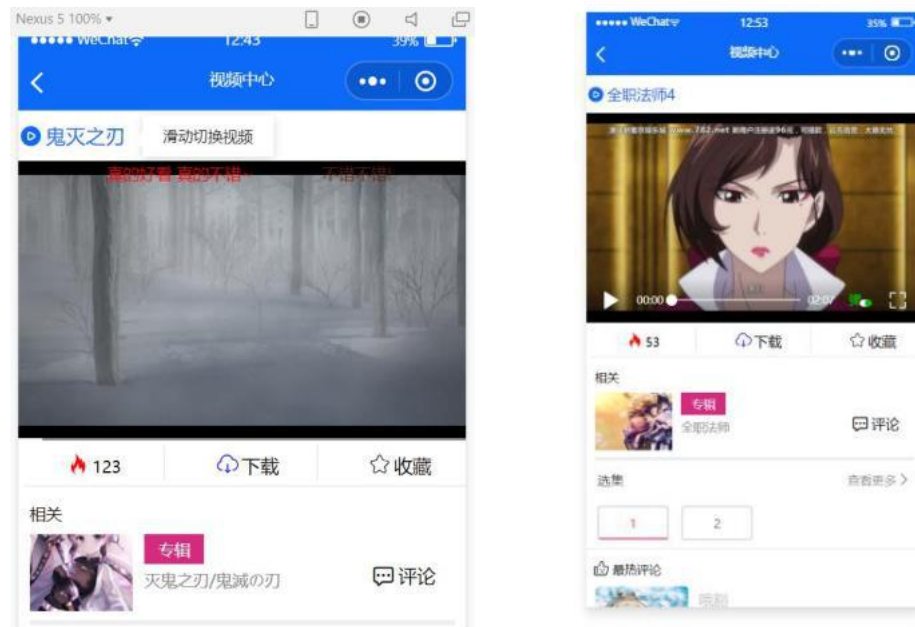 Nexus 5 100% ▾
WeChat
12:43
39%
视频中心
鬼灭之刃
滑动切换视频
真的好看 真的不错~
不错不错!
123
下载
收藏
相关
专辑
灭鬼之刃/鬼滅の刃
评论
WeChat
12:53
35%
视频中心
全职法师4
www.782.net
00:00
02:07
53
下载
收藏
相关
专辑
全职法师
评论
选集
查看更多
1
2
最热评论